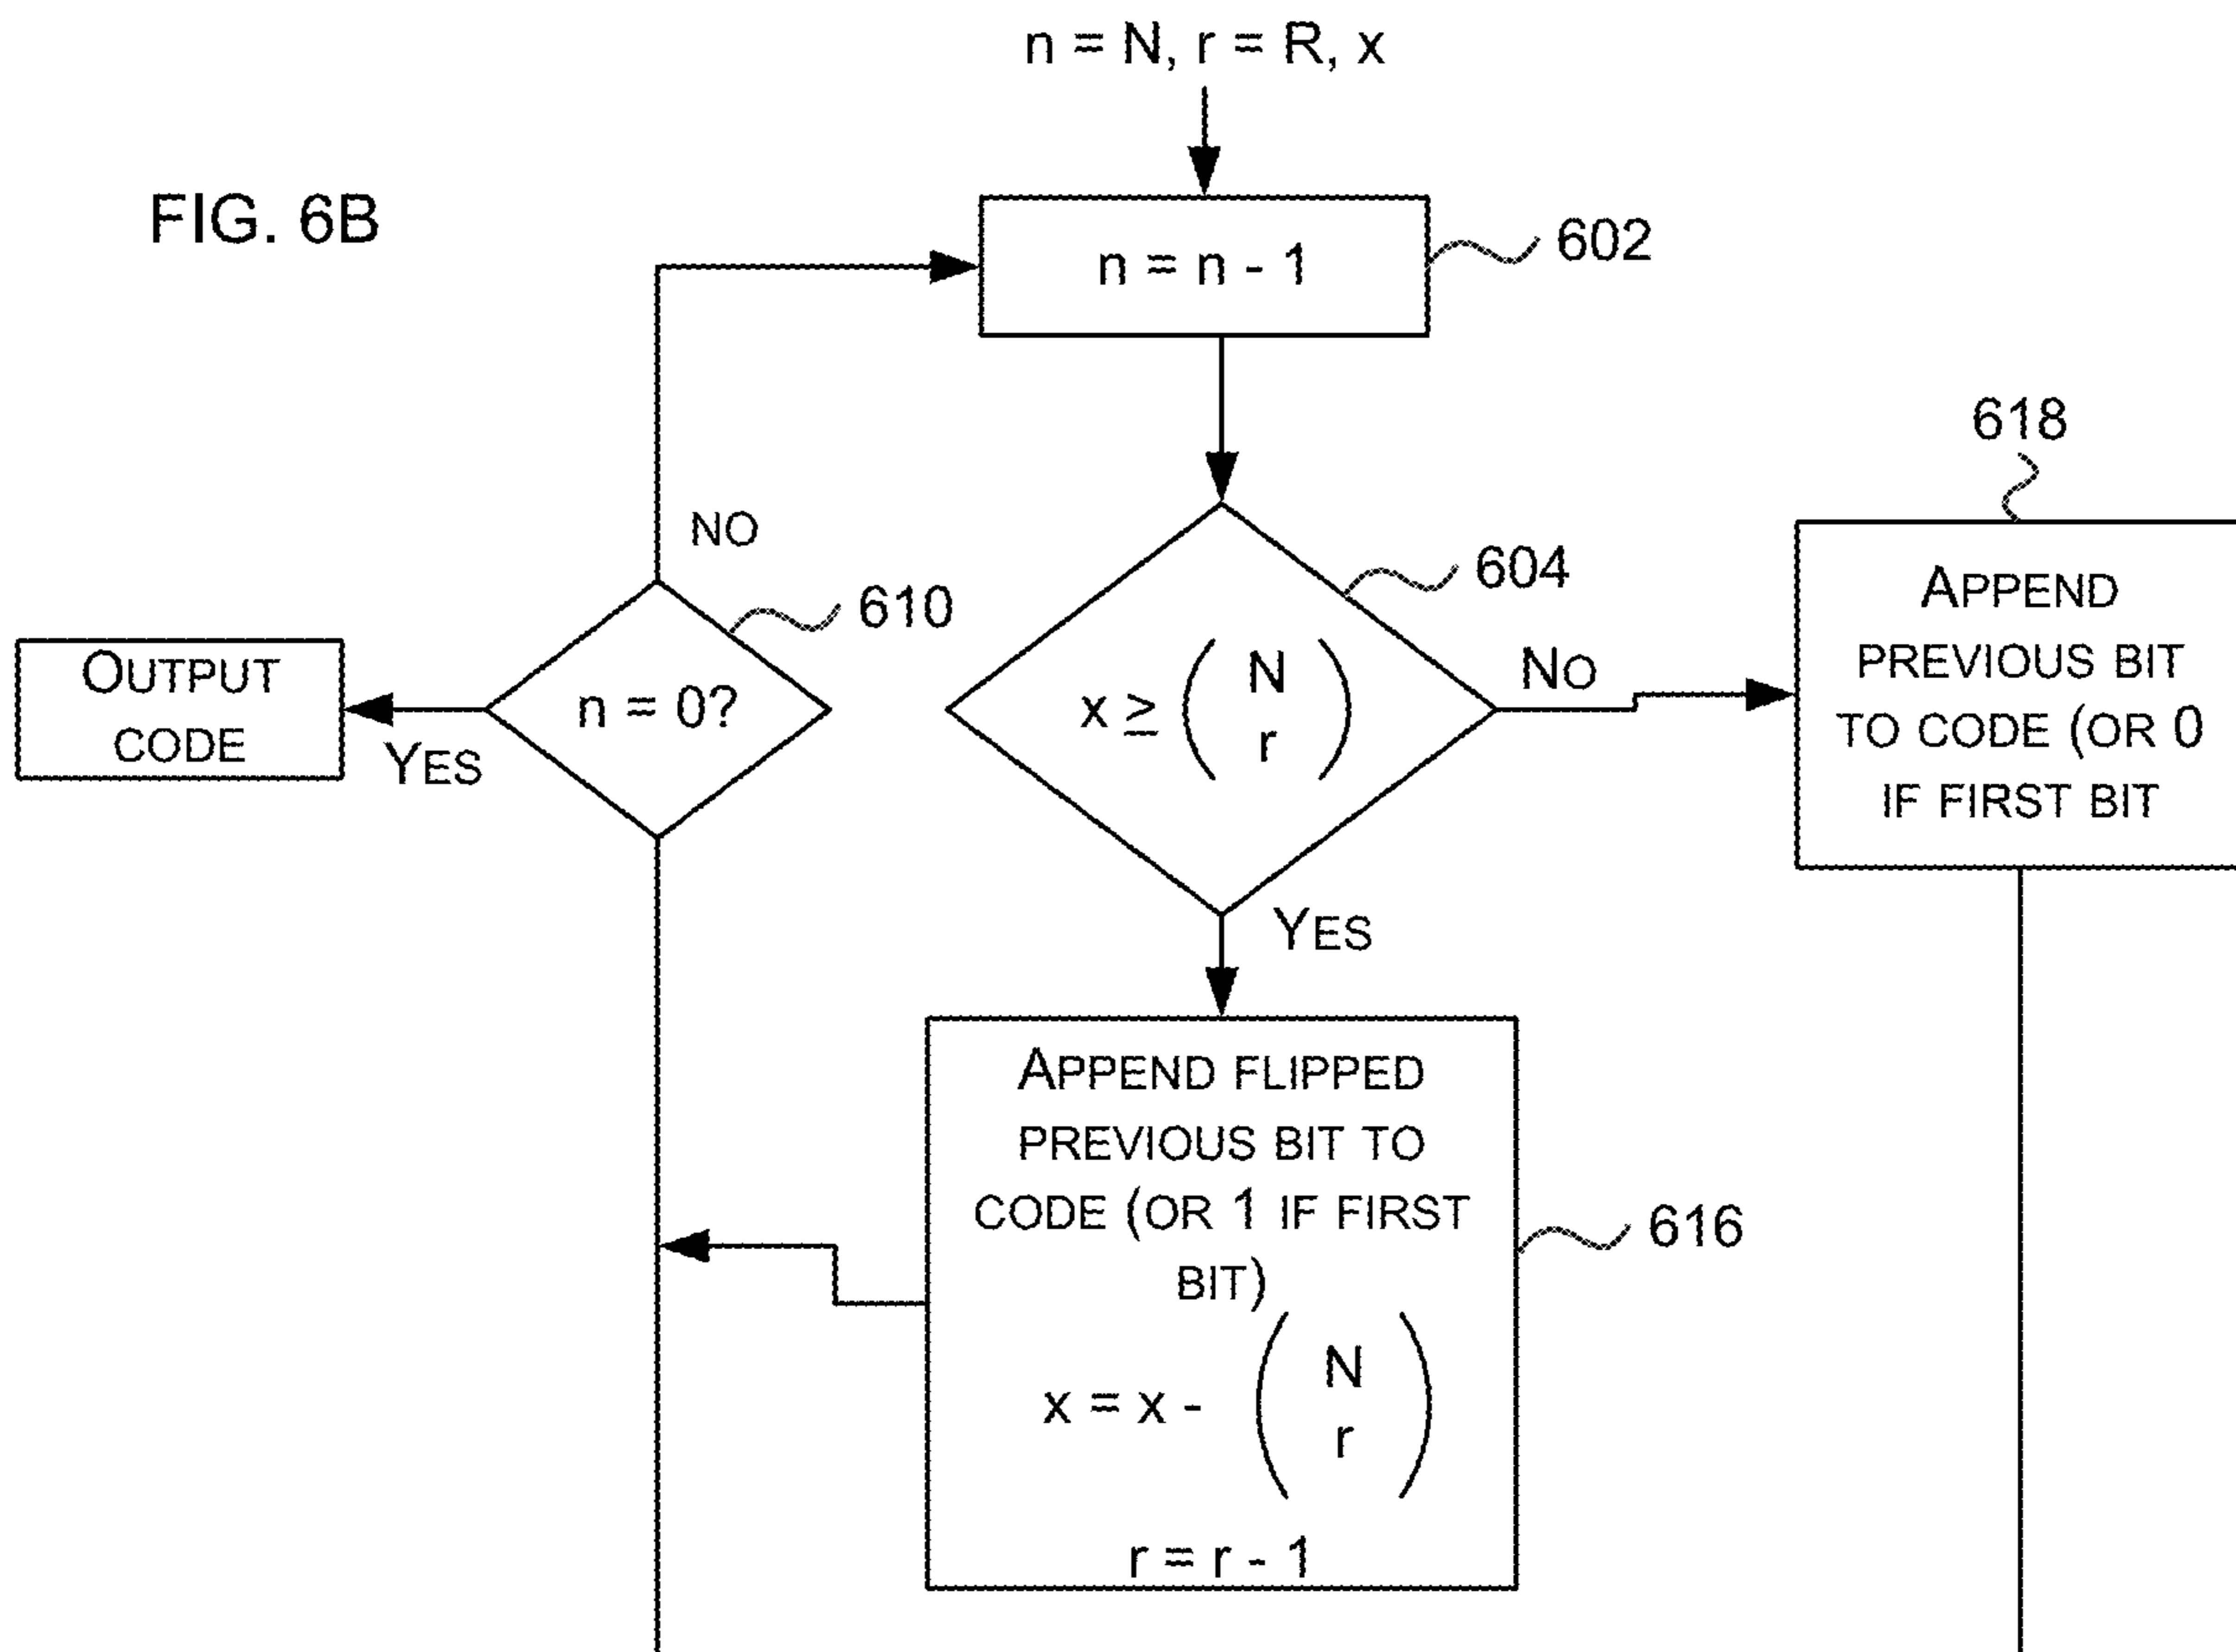 n = N, r = R, x
FIG. 6B
n = n - 1
602
618
NO
604
610
APPEND
PREVIOUS BIT
TO CODE (OR 0
IF FIRST BIT
OUTPUT
CODE
n = 0?
YES
x ≥ ( N
r )
NO
YES
APPEND FLIPPED
PREVIOUS BIT TO
CODE (OR 1 IF FIRST
BIT)
616
x = x - ( N
r )
r = r - 1